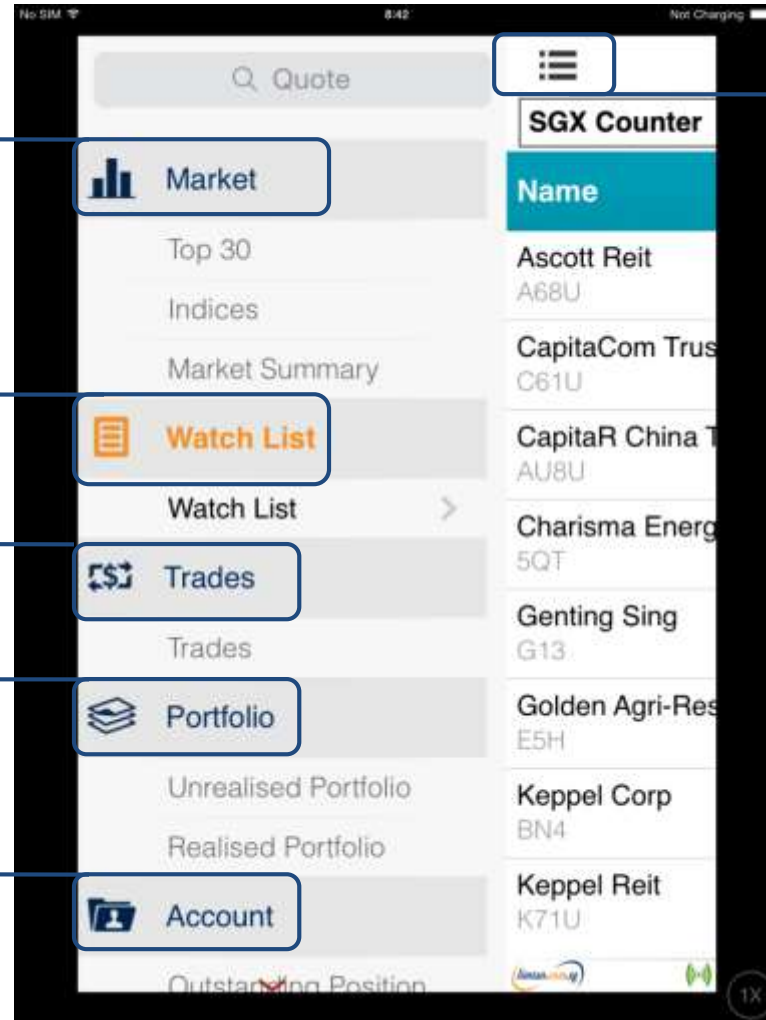 No SIM
8:42
Not Charging
Quote
Market
Top 30
Indices
Market Summary
Watch List
Watch List
Trades
Trades
Portfolio
Unrealised Portfolio
Realised Portfolio
Account
Outstanding Position
SGX Counter
Name
Ascott Reit
A68U
CapitaCom Trus
C61U
CapitaR China T
AU8U
Charisma Energ
5QT
Genting Sing
G13
Golden Agri-Res
E5H
Keppel Corp
BN4
Keppel Reit
K71U
1X